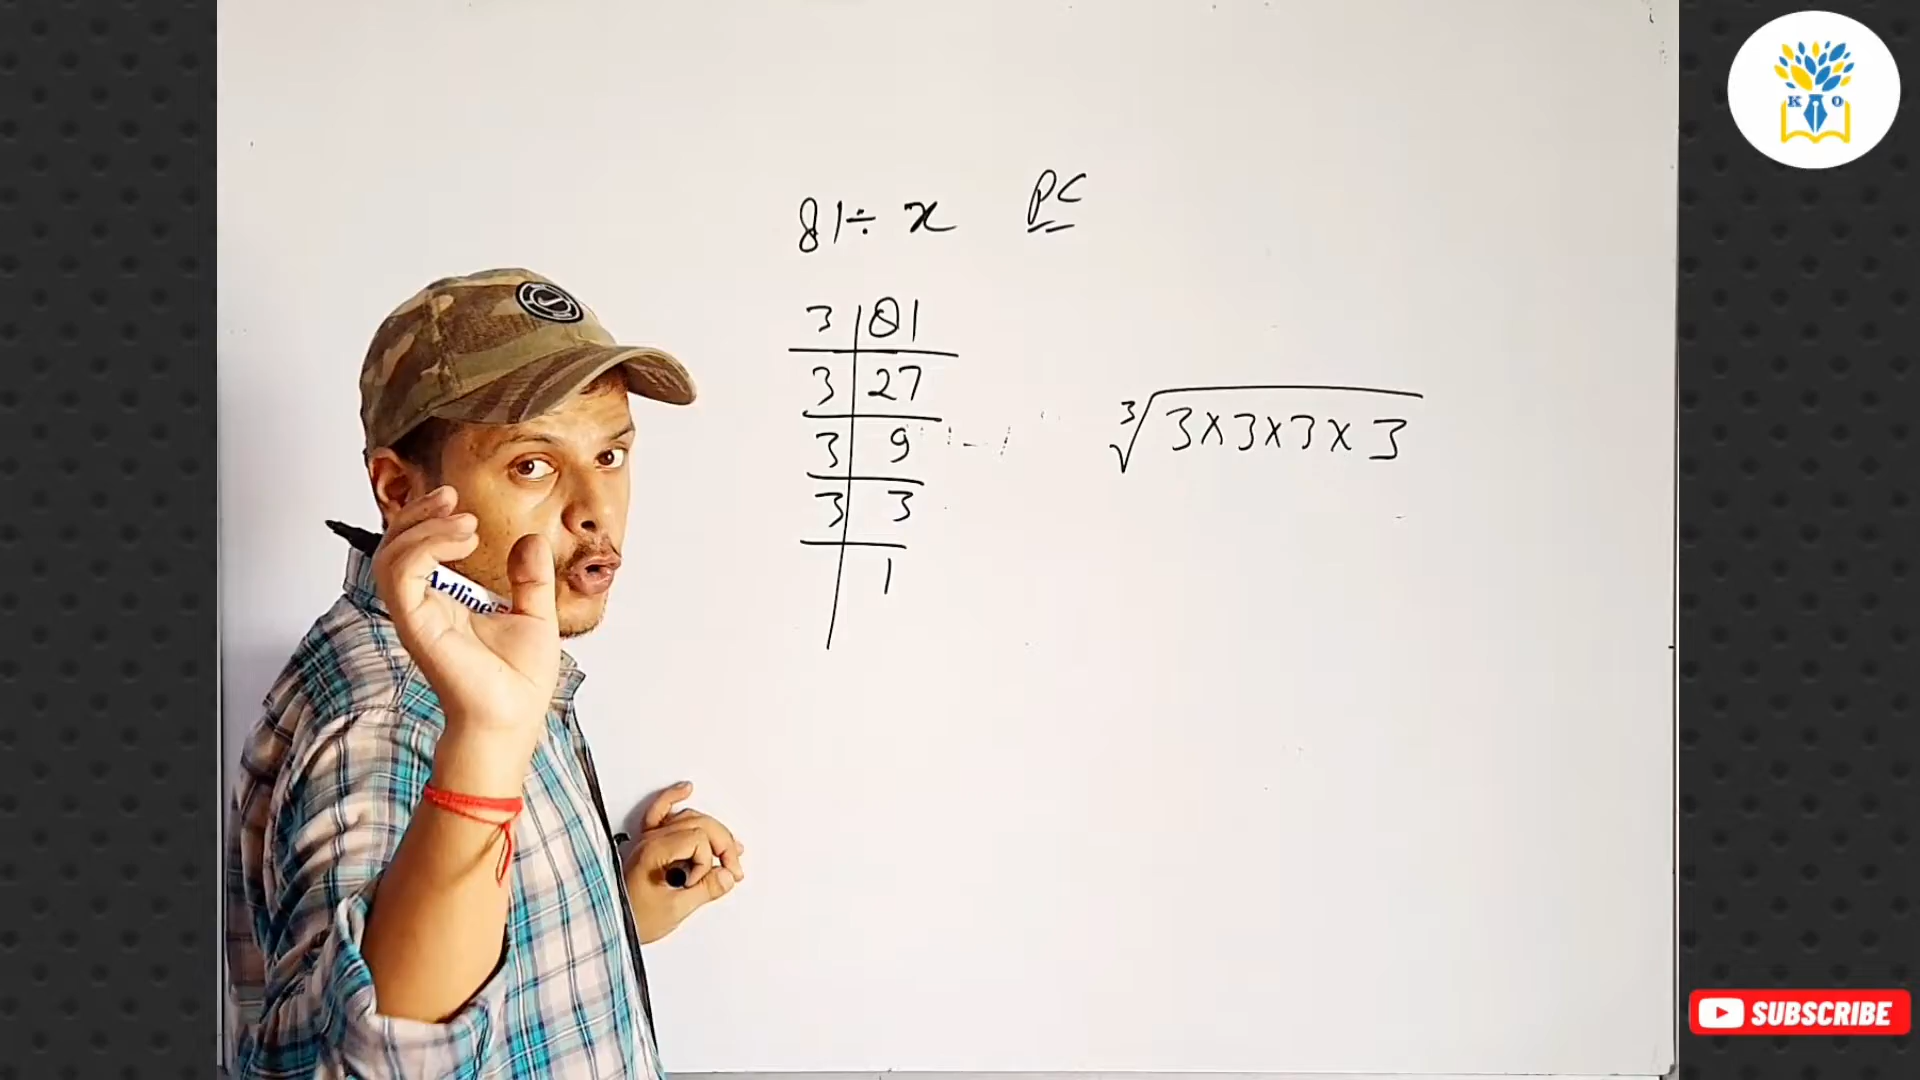 81 ÷ x PC
3 | 81
3 | 27
3 | 9
3 | 3
1
∛3×3×3×3
Artline
K O
SUBSCRIBE